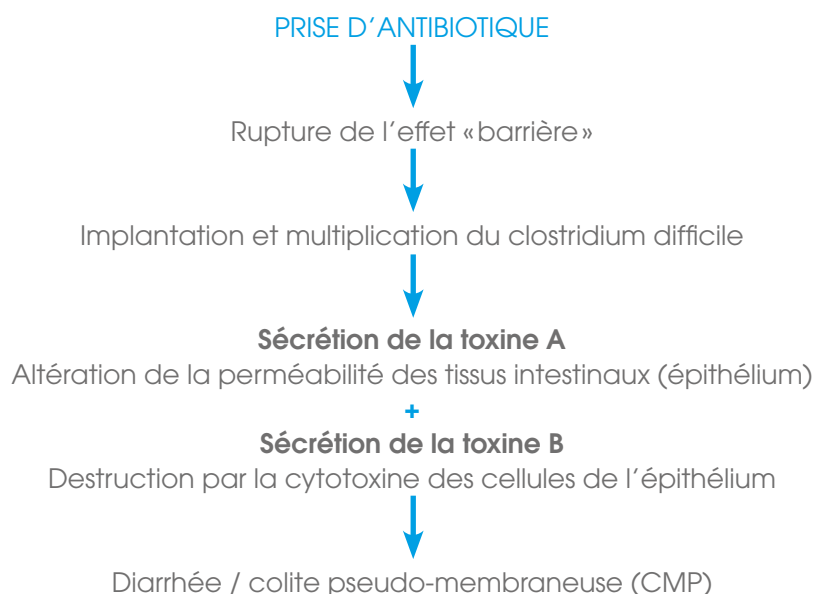 PRISE D’ANTIBIOTIQUE
Rupture de l’effet «barrière»
Implantation et multiplication du clostridium difficile
Sécrétion de la toxine A
Altération de la perméabilité des tissus intestinaux (épithélium)
+
Sécrétion de la toxine B
Destruction par la cytotoxine des cellules de l’épithélium
Diarrhée / colite pseudo-membraneuse (CMP)